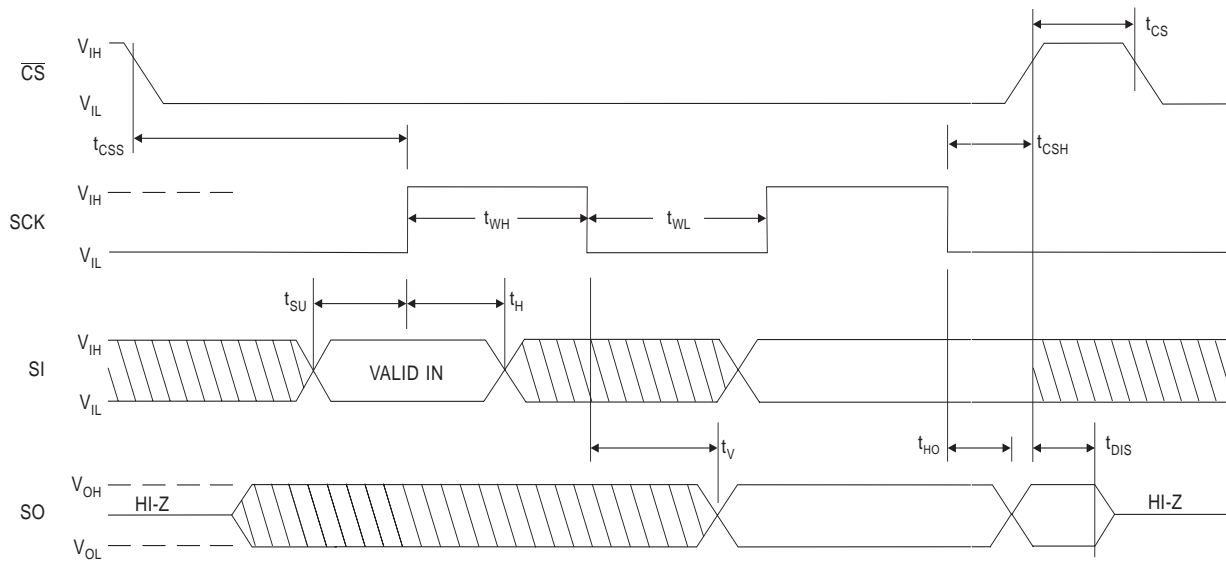 t_CS
V_IH
C̅S̅
V_IL
t_CSS
t_CSH
V_IH
SCK
t_WH
t_WL
V_IL
t_SU
t_H
V_IH
SI
VALID IN
V_IL
t_V
t_HO
t_DIS
V_OH
HI-Z
HI-Z
SO
V_OL